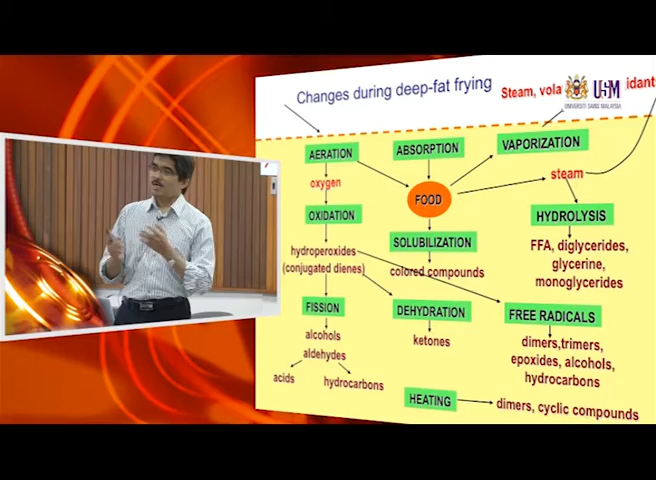 Changes during deep-fat frying
Steam, vola
idants
USM
UNIVERSITI SAINS MALAYSIA
AERATION
ABSORPTION
VAPORIZATION
oxygen
FOOD
steam
OXIDATION
HYDROLYSIS
hydroperoxides
(conjugated dienes)
SOLUBILIZATION
colored compounds
FFA, diglycerides,
glycerine,
monoglycerides
FISSION
DEHYDRATION
FREE RADICALS
alcohols
aldehydes
ketones
dimers,trimers,
epoxides, alcohols,
hydrocarbons
acids
hydrocarbons
HEATING
dimers, cyclic compounds